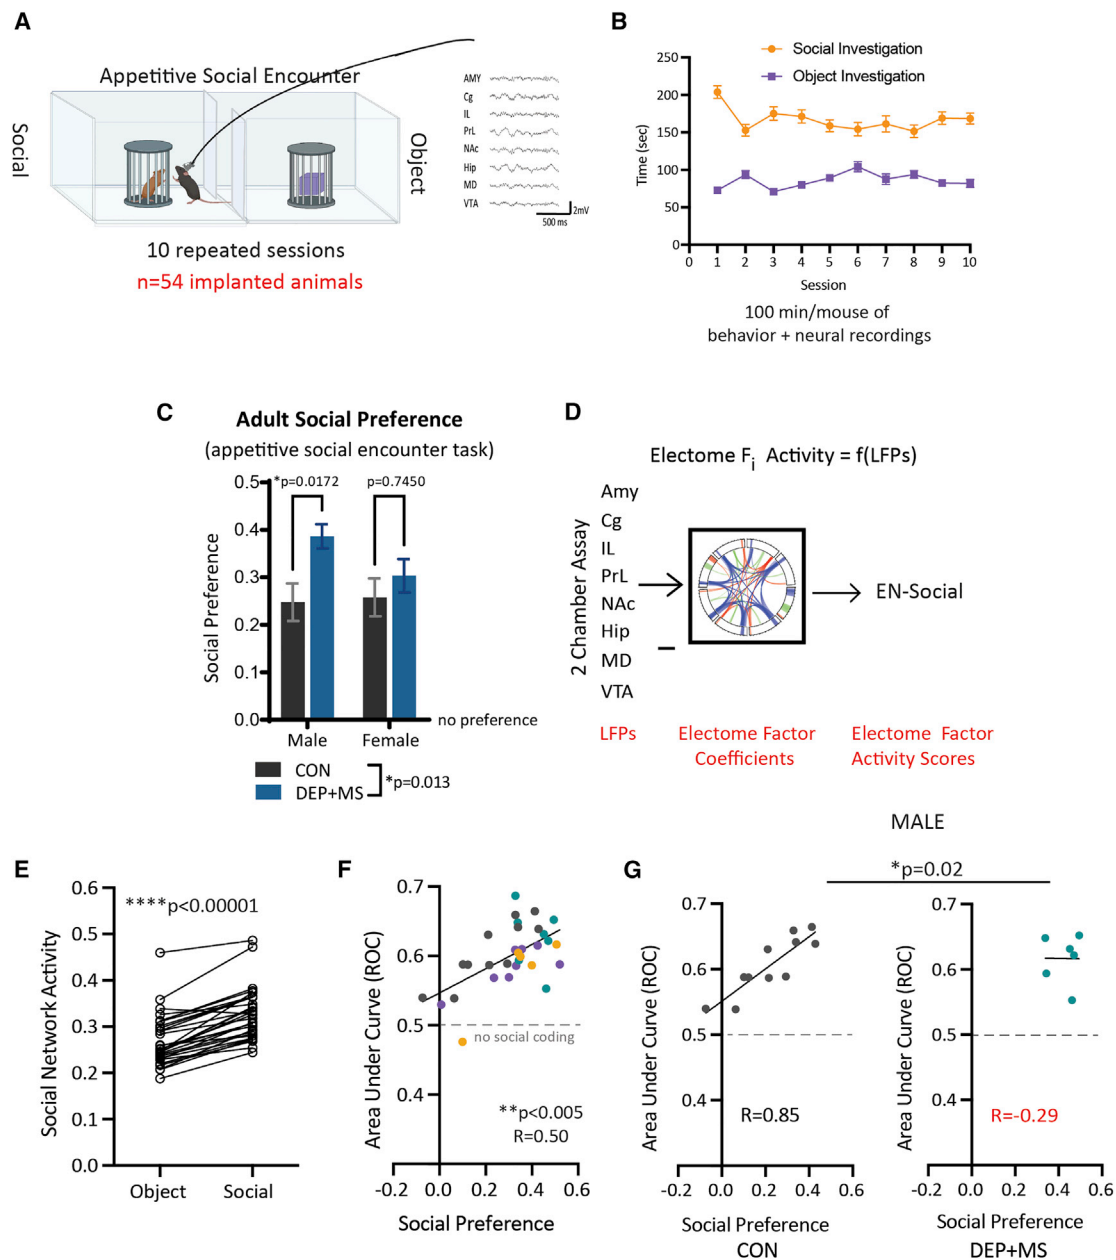 A
Appetitive Social Encounter
Social
Object
10 repeated sessions
n=54 implanted animals
AMY
Cg
IL
PrL
NAc
Hip
MD
VTA
2mV
500 ms
B
Social Investigation
Object Investigation
Time (sec)
250
200
150
100
50
0
0 1 2 3 4 5 6 7 8 9 10
Session
100 min/mouse of
behavior + neural recordings
C
Adult Social Preference
(appetitive social encounter task)
*p=0.0172
p=0.7450
Social Preference
0.5
0.4
0.3
0.2
0.1
0.0
no preference
Male
Female
CON
DEP+MS
*p=0.013
D
Electome Fi Activity = f(LFPs)
2 Chamber Assay
Amy
Cg
IL
PrL
NAc
Hip
MD
VTA
EN-Social
LFPs
Electome Factor
Coefficients
Electome Factor
Activity Scores
E
****p<0.00001
Social Network Activity
0.6
0.5
0.4
0.3
0.2
0.1
0.0
Object
Social
F
Area Under Curve (ROC)
0.7
0.6
0.5
0.4
no social coding
**p<0.005
R=0.50
-0.2 0.0 0.2 0.4 0.6
Social Preference
G
MALE
*p=0.02
Area Under Curve (ROC)
0.7
0.6
0.5
0.4
R=0.85
-0.2 0.0 0.2 0.4 0.6
Social Preference
CON
Area Under Curve (ROC)
0.7
0.6
0.5
0.4
R=-0.29
-0.2 0.0 0.2 0.4 0.6
Social Preference
DEP+MS